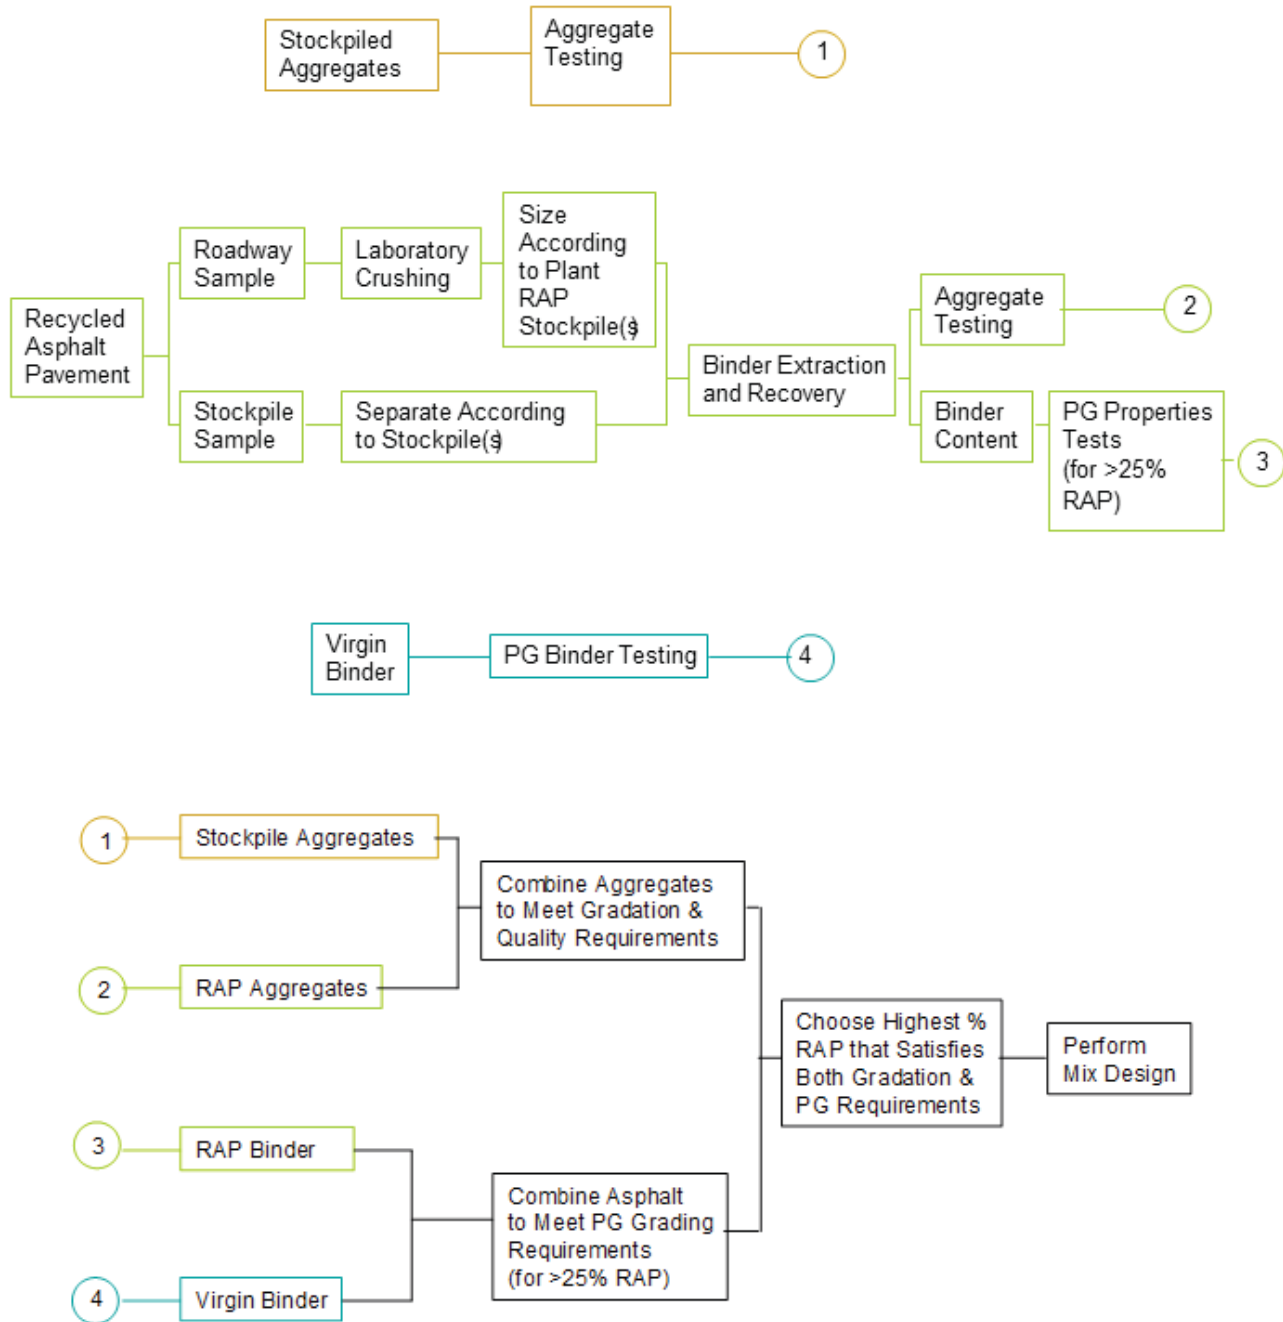 Stockpiled
Aggregates
Aggregate
Testing
1
Recycled
Asphalt
Pavement
Roadway
Sample
Laboratory
Crushing
Size
According
to Plant
RAP
Stockpile(s)
Stockpile
Sample
Separate According
to Stockpile(s)
Binder Extraction
and Recovery
Aggregate
Testing
2
Binder
Content
PG Properties
Tests
(for >25%
RAP)
3
Virgin
Binder
PG Binder Testing
4
1
Stockpile Aggregates
2
RAP Aggregates
Combine Aggregates
to Meet Gradation &
Quality Requirements
3
RAP Binder
4
Virgin Binder
Combine Asphalt
to Meet PG Grading
Requirements
(for >25% RAP)
Choose Highest %
RAP that Satisfies
Both Gradation &
PG Requirements
Perform
Mix Design